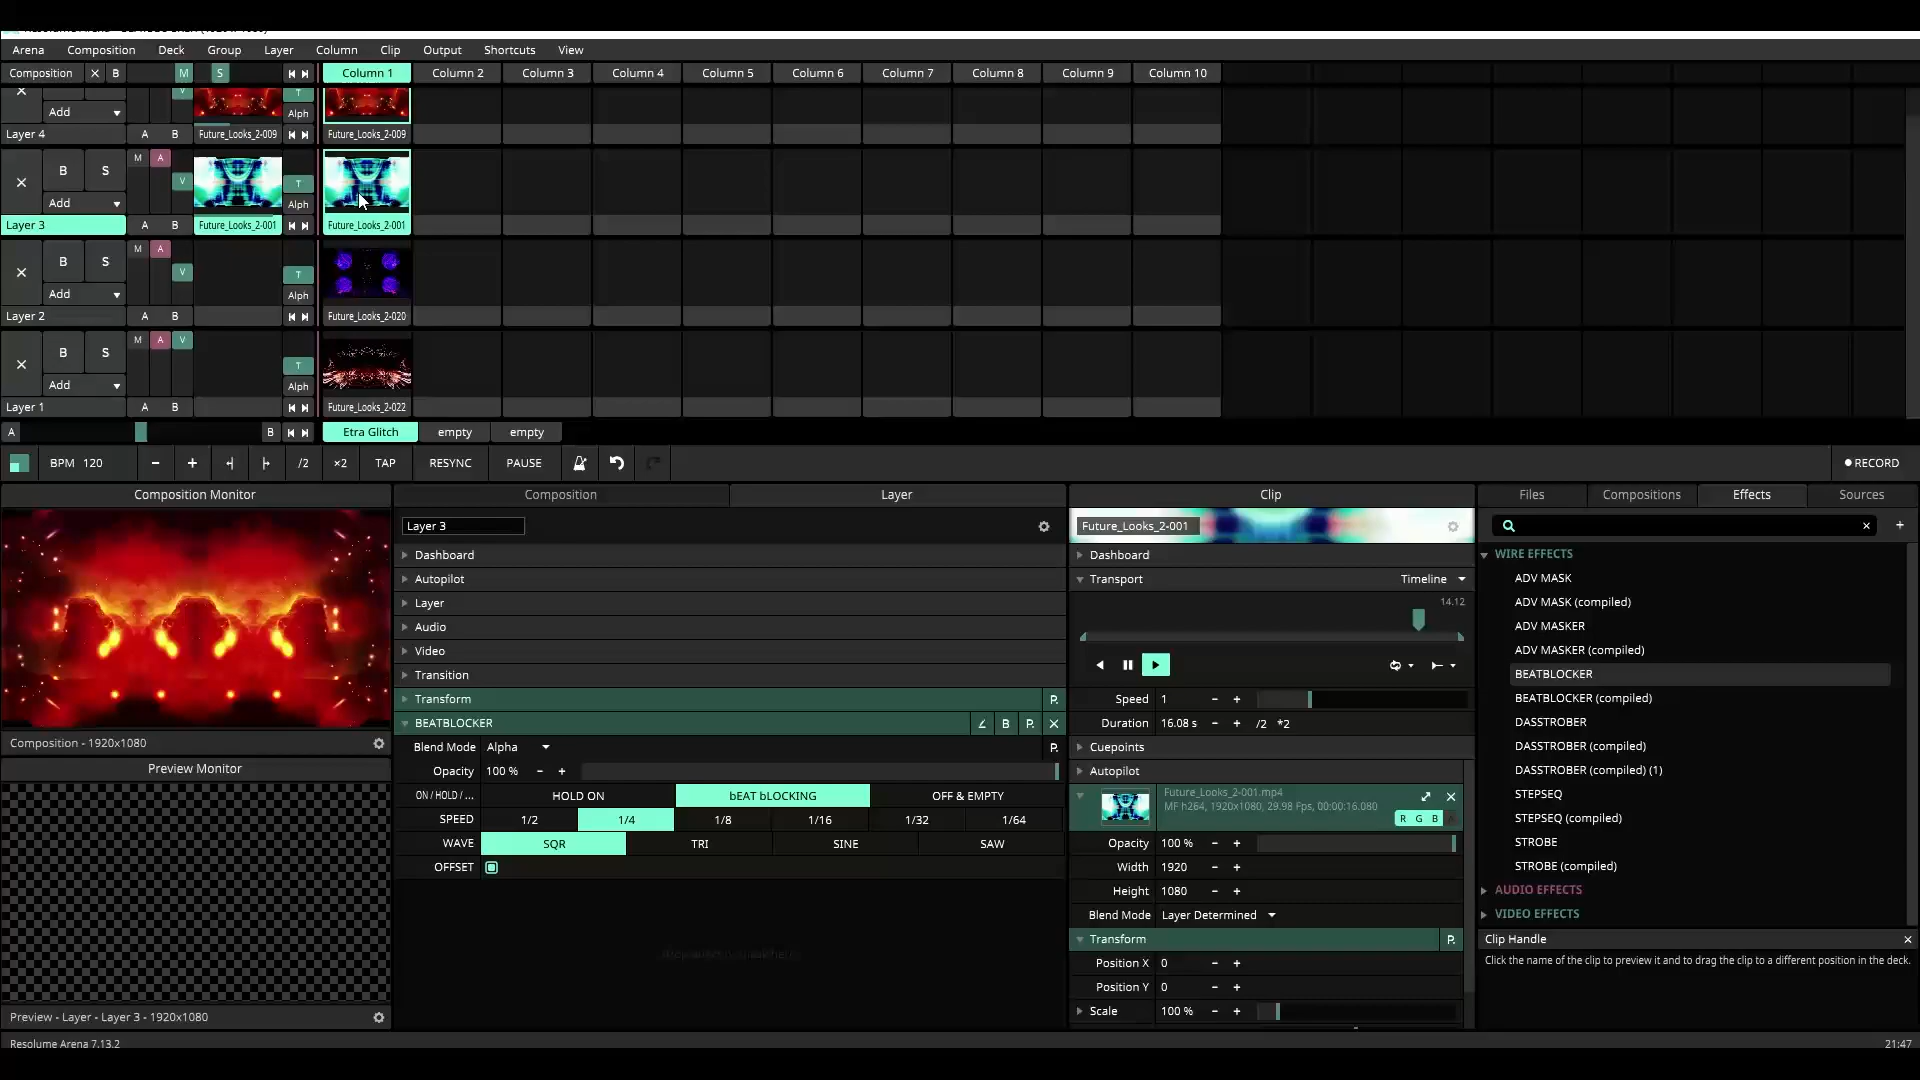 Arena Composition Deck Group Layer Column Clip Output Shortcuts View
Composition × B M S Column 1 Column 2 Column 3 Column 4 Column 5 Column 6 Column 7 Column 8 Column 9 Column 10
V T
Add Alph
Layer 4 A B Future_Looks_2-009 Future_Looks_2-009
M A
B S V T
Add Alph
Layer 3 A B Future_Looks_2-001 Future_Looks_2-001
M A
B S V T
Add Alph
Layer 2 A B Future_Looks_2-020
M A V
B S T
Add Alph
Layer 1 A B Future_Looks_2-022
A B Etra Glitch empty empty
BPM 120 - + /2 ×2 TAP RESYNC PAUSE RECORD
Composition Monitor
Composition - 1920x1080
Preview Monitor
Preview - Layer - Layer 3 - 1920x1080
Composition Layer
Layer 3
Dashboard
Autopilot
Layer
Audio
Video
Transition
Transform P.
BEATBLOCKER B P. ×
Blend Mode Alpha P.
Opacity 100 % - +
ON / HOLD / ... HOLD ON bEAT bLOCKING OFF & EMPTY
SPEED 1/2 1/4 1/8 1/16 1/32 1/64
WAVE SQR TRI SINE SAW
OFFSET
Clip
Future_Looks_2-001
Dashboard
Transport Timeline
14.12
Speed 1 - +
Duration 16.08 s - + /2 *2
Cuepoints
Autopilot
Future_Looks_2-001.mp4
MF h264, 1920x1080, 29.98 Fps, 00:00:16.080
R G B
Opacity 100 % - +
Width 1920 - +
Height 1080 - +
Blend Mode Layer Determined
Transform P.
Position X 0 - +
Position Y 0 - +
Scale 100 % - +
Files Compositions Effects Sources
WIRE EFFECTS
ADV MASK
ADV MASK (compiled)
ADV MASKER
ADV MASKER (compiled)
BEATBLOCKER
BEATBLOCKER (compiled)
DASSTROBER
DASSTROBER (compiled)
DASSTROBER (compiled) (1)
STEPSEQ
STEPSEQ (compiled)
STROBE
STROBE (compiled)
AUDIO EFFECTS
VIDEO EFFECTS
Clip Handle
Click the name of the clip to preview it and to drag the clip to a different position in the deck.
Resolume Arena 7.13.2 21:47